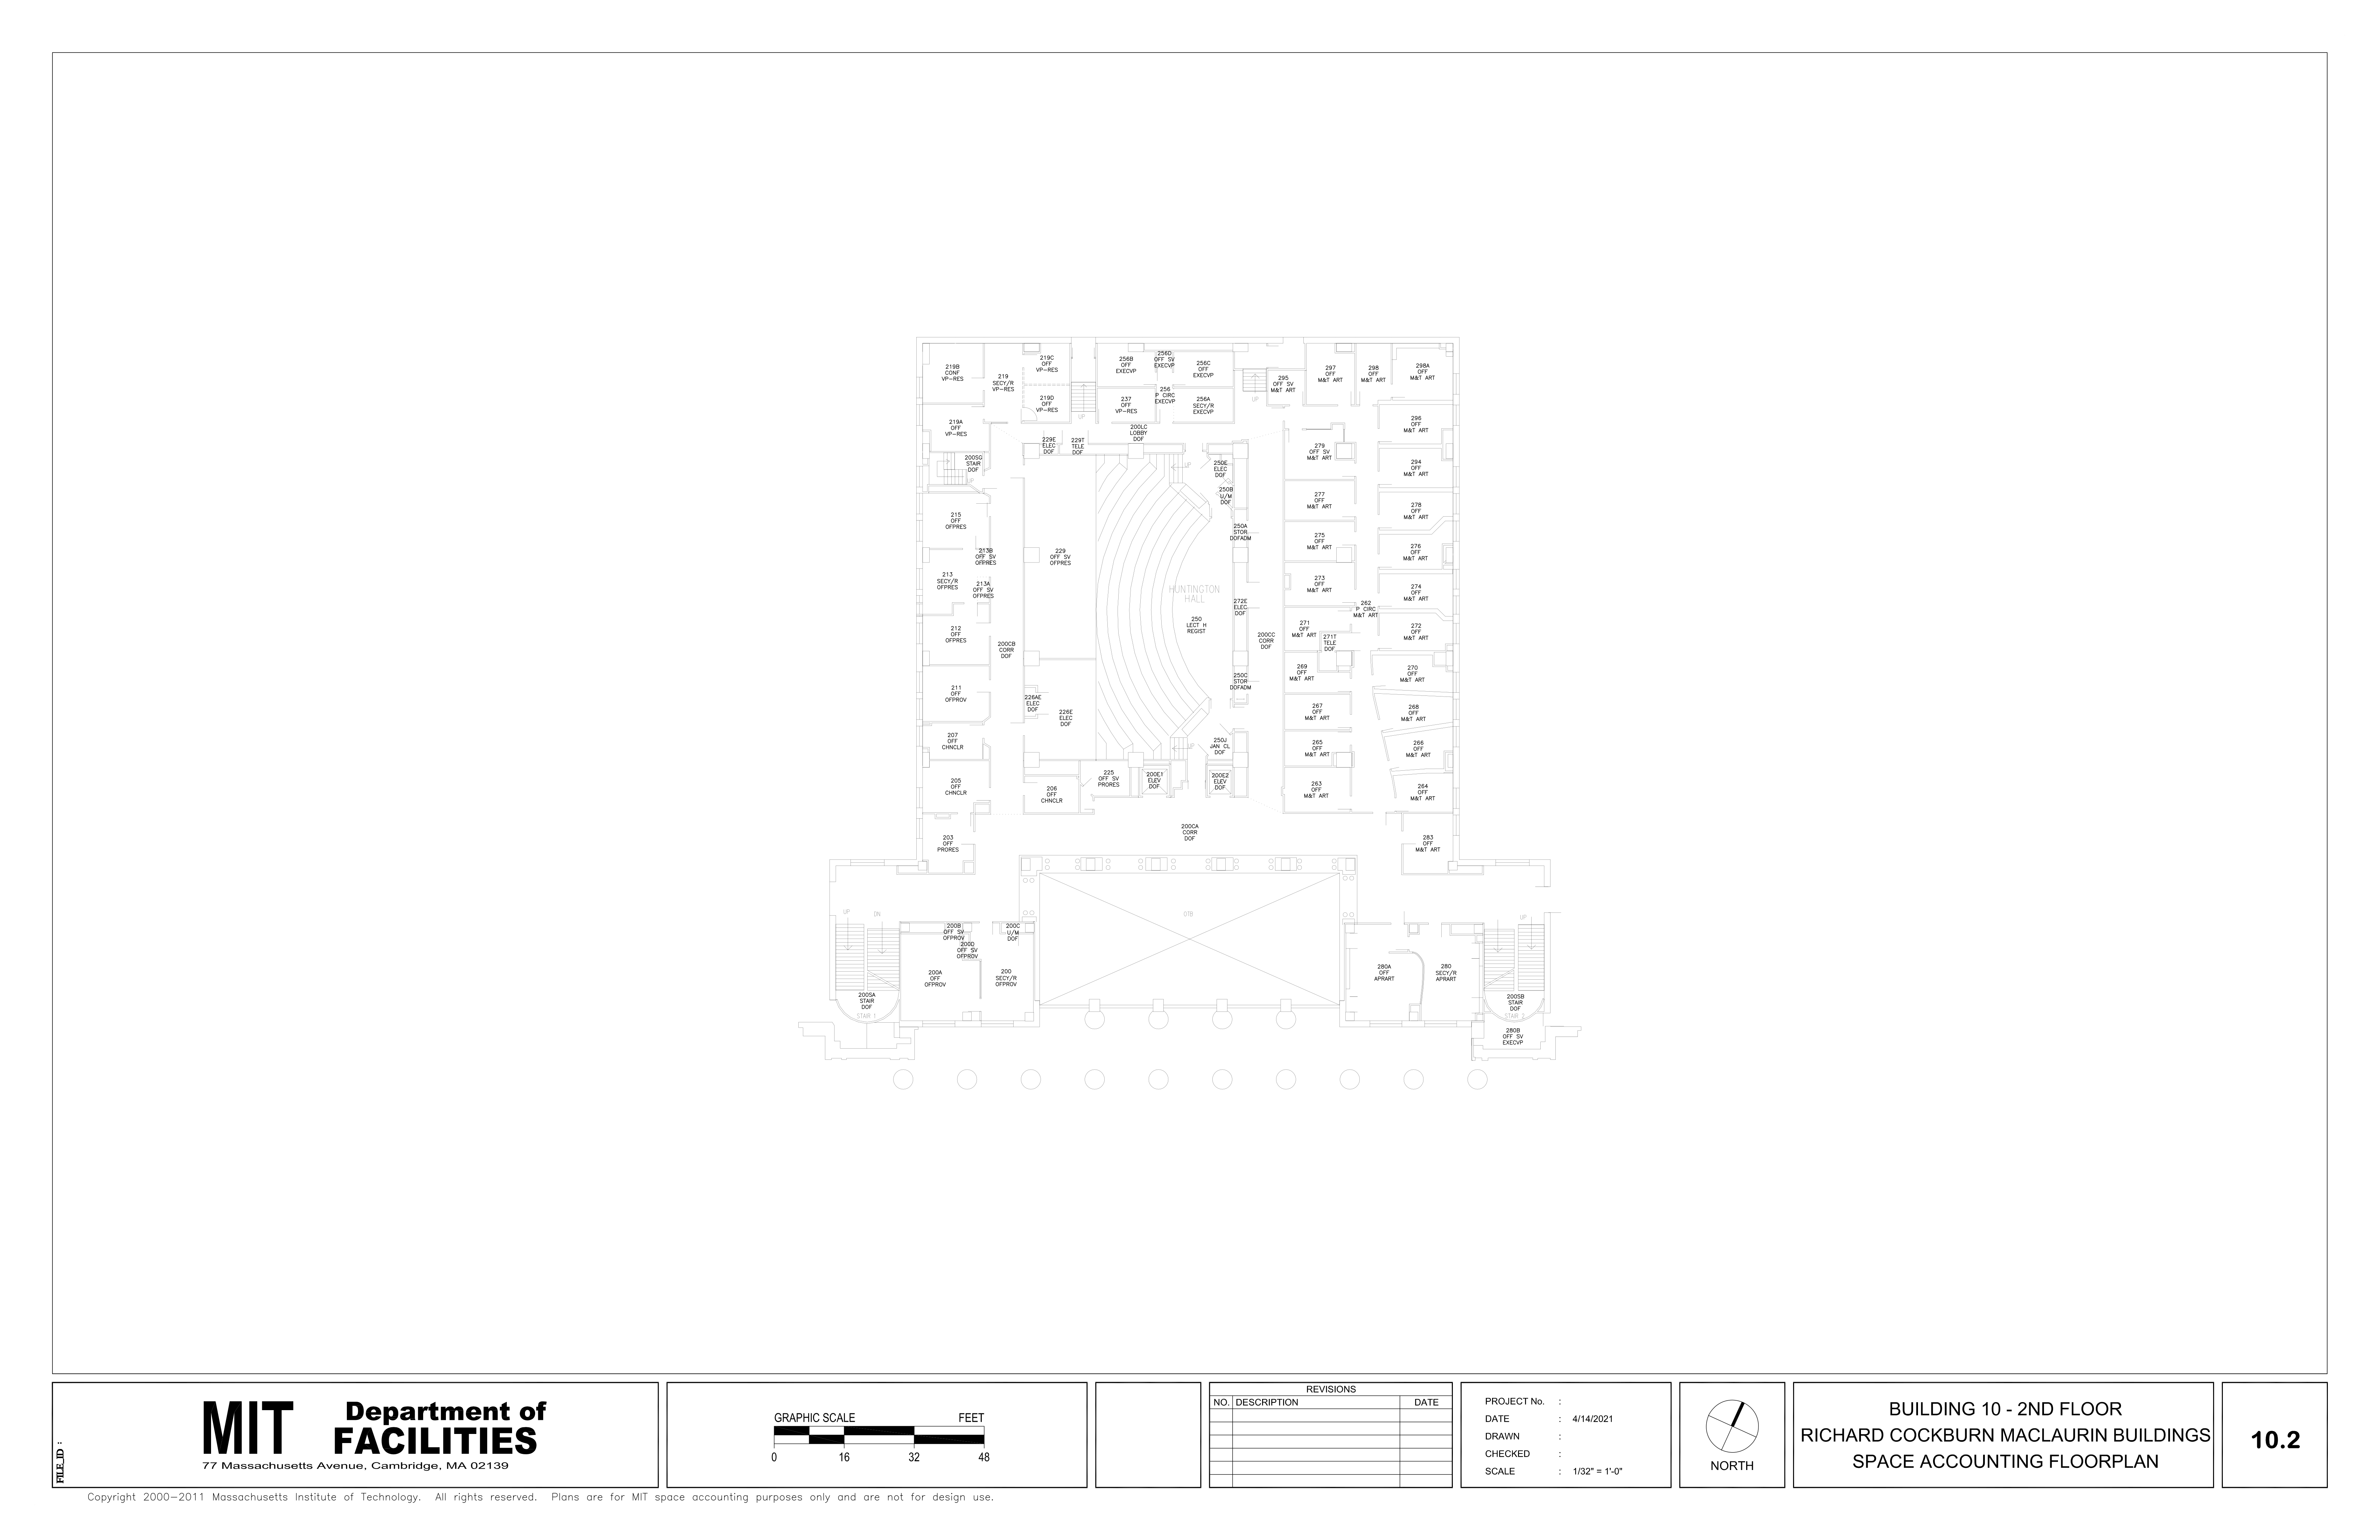 219B
CONF
VP-RES
219
SECY/R
VP-RES
219C
OFF
VP-RES
219D
OFF
VP-RES
219A
OFF
VP-RES
UP
256B
OFF
EXECVP
256D
OFF SV
EXECVP
256C
OFF
EXECVP
256
P CIRC
EXECVP
237
OFF
VP-RES
256A
SECY/R
EXECVP
UP
295
OFF SV
M&T ART
297
OFF
M&T ART
298
OFF
M&T ART
298A
OFF
M&T ART
200LC
LOBBY
DOF
229E
ELEC
DOF
229T
TELE
DOF
200SG
STAIR
DOF
UP
UP
250E
ELEC
DOF
250B
U/M
DOF
279
OFF SV
M&T ART
296
OFF
M&T ART
294
OFF
M&T ART
215
OFF
OFPRES
213B
OFF SV
OFPRES
213
SECY/R
OFPRES
213A
OFF SV
OFPRES
229
OFF SV
OFPRES
250A
STOR
DOFADM
277
OFF
M&T ART
278
OFF
M&T ART
275
OFF
M&T ART
276
OFF
M&T ART
HUNTINGTON
HALL
250
LECT H
REGIST
272E
ELEC
DOF
273
OFF
M&T ART
274
OFF
M&T ART
262
P CIRC
M&T ART
212
OFF
OFPRES
200CB
CORR
DOF
200CC
CORR
DOF
271
OFF
M&T ART
271T
TELE
DOF
272
OFF
M&T ART
211
OFF
OFPROV
226AE
ELEC
DOF
226E
ELEC
DOF
250C
STOR
DOFADM
269
OFF
M&T ART
270
OFF
M&T ART
267
OFF
M&T ART
268
OFF
M&T ART
207
OFF
CHNCLR
UP
250J
JAN CL
DOF
265
OFF
M&T ART
266
OFF
M&T ART
205
OFF
CHNCLR
206
OFF
CHNCLR
225
OFF SV
PRORES
200E1
ELEV
DOF
200E2
ELEV
DOF
263
OFF
M&T ART
264
OFF
M&T ART
203
OFF
PRORES
200CA
CORR
DOF
283
OFF
M&T ART
UP
DN
OTB
UP
200B
OFF SV
OFPROV
200D
OFF SV
OFPROV
200C
U/M
DOF
200A
OFF
OFPROV
200
SECY/R
OFPROV
280A
OFF
APRART
280
SECY/R
APRART
200SA
STAIR
DOF
STAIR 1
200SB
STAIR
DOF
STAIR 2
280B
OFF SV
EXECVP
FILE_ID :
MIT Department of
FACILITIES
77 Massachusetts Avenue, Cambridge, MA 02139
GRAPHIC SCALE FEET
0 16 32 48
REVISIONS
NO. DESCRIPTION DATE
PROJECT No. :
DATE : 4/14/2021
DRAWN :
CHECKED :
SCALE : 1/32" = 1'-0"
NORTH
BUILDING 10 - 2ND FLOOR
RICHARD COCKBURN MACLAURIN BUILDINGS
SPACE ACCOUNTING FLOORPLAN
10.2
Copyright 2000-2011 Massachusetts Institute of Technology. All rights reserved. Plans are for MIT space accounting purposes only and are not for design use.